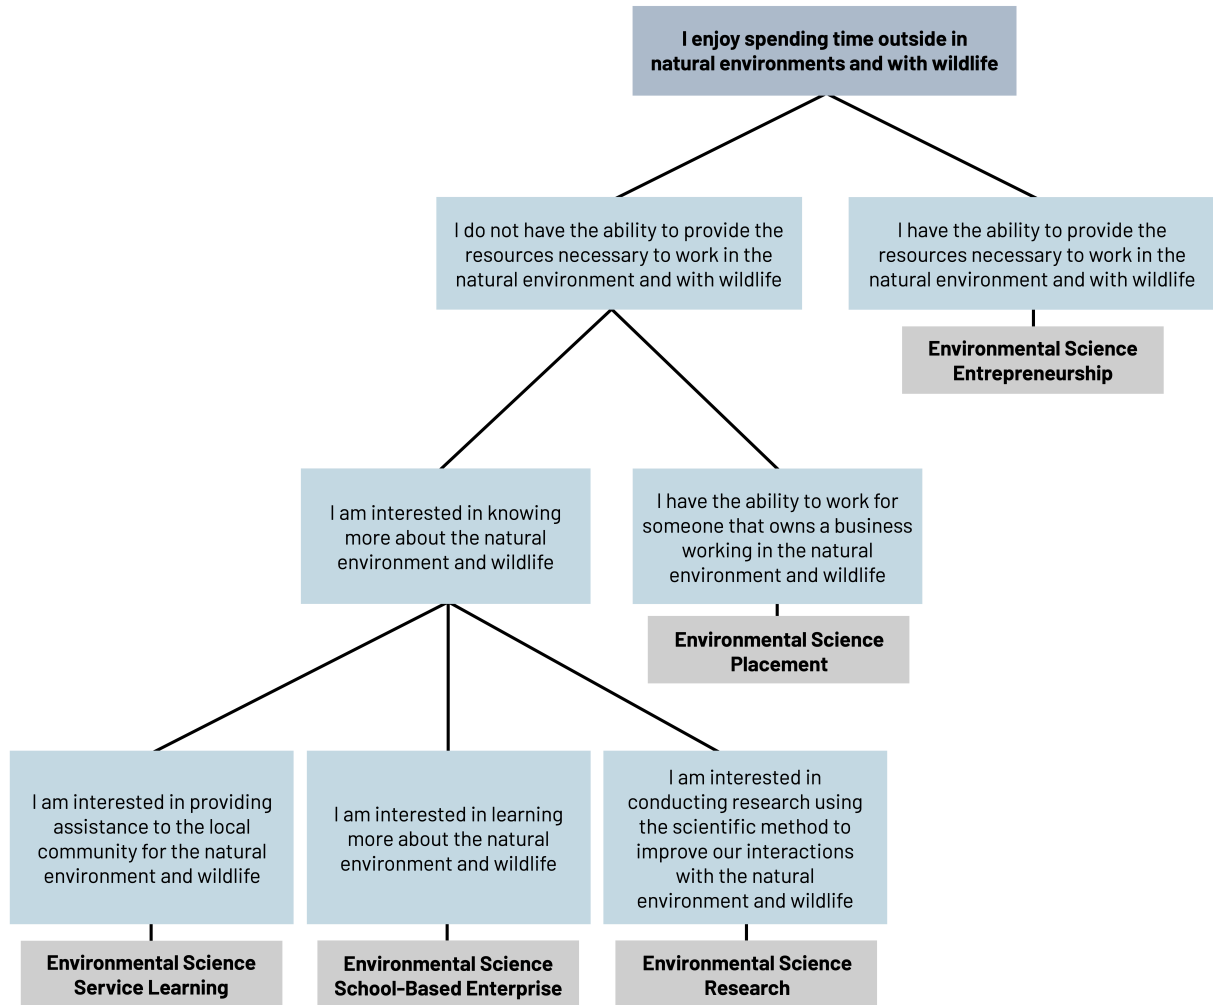 I enjoy spending time outside in
natural environments and with wildlife
I do not have the ability to provide the
resources necessary to work in the
natural environment and with wildlife
I have the ability to provide the
resources necessary to work in the
natural environment and with wildlife
Environmental Science
Entrepreneurship
I am interested in knowing
more about the natural
environment and wildlife
I have the ability to work for
someone that owns a business
working in the natural
environment and wildlife
Environmental Science
Placement
I am interested in providing
assistance to the local
community for the natural
environment and wildlife
I am interested in learning
more about the natural
environment and wildlife
I am interested in
conducting research using
the scientific method to
improve our interactions
with the natural
environment and wildlife
Environmental Science
Service Learning
Environmental Science
School-Based Enterprise
Environmental Science
Research